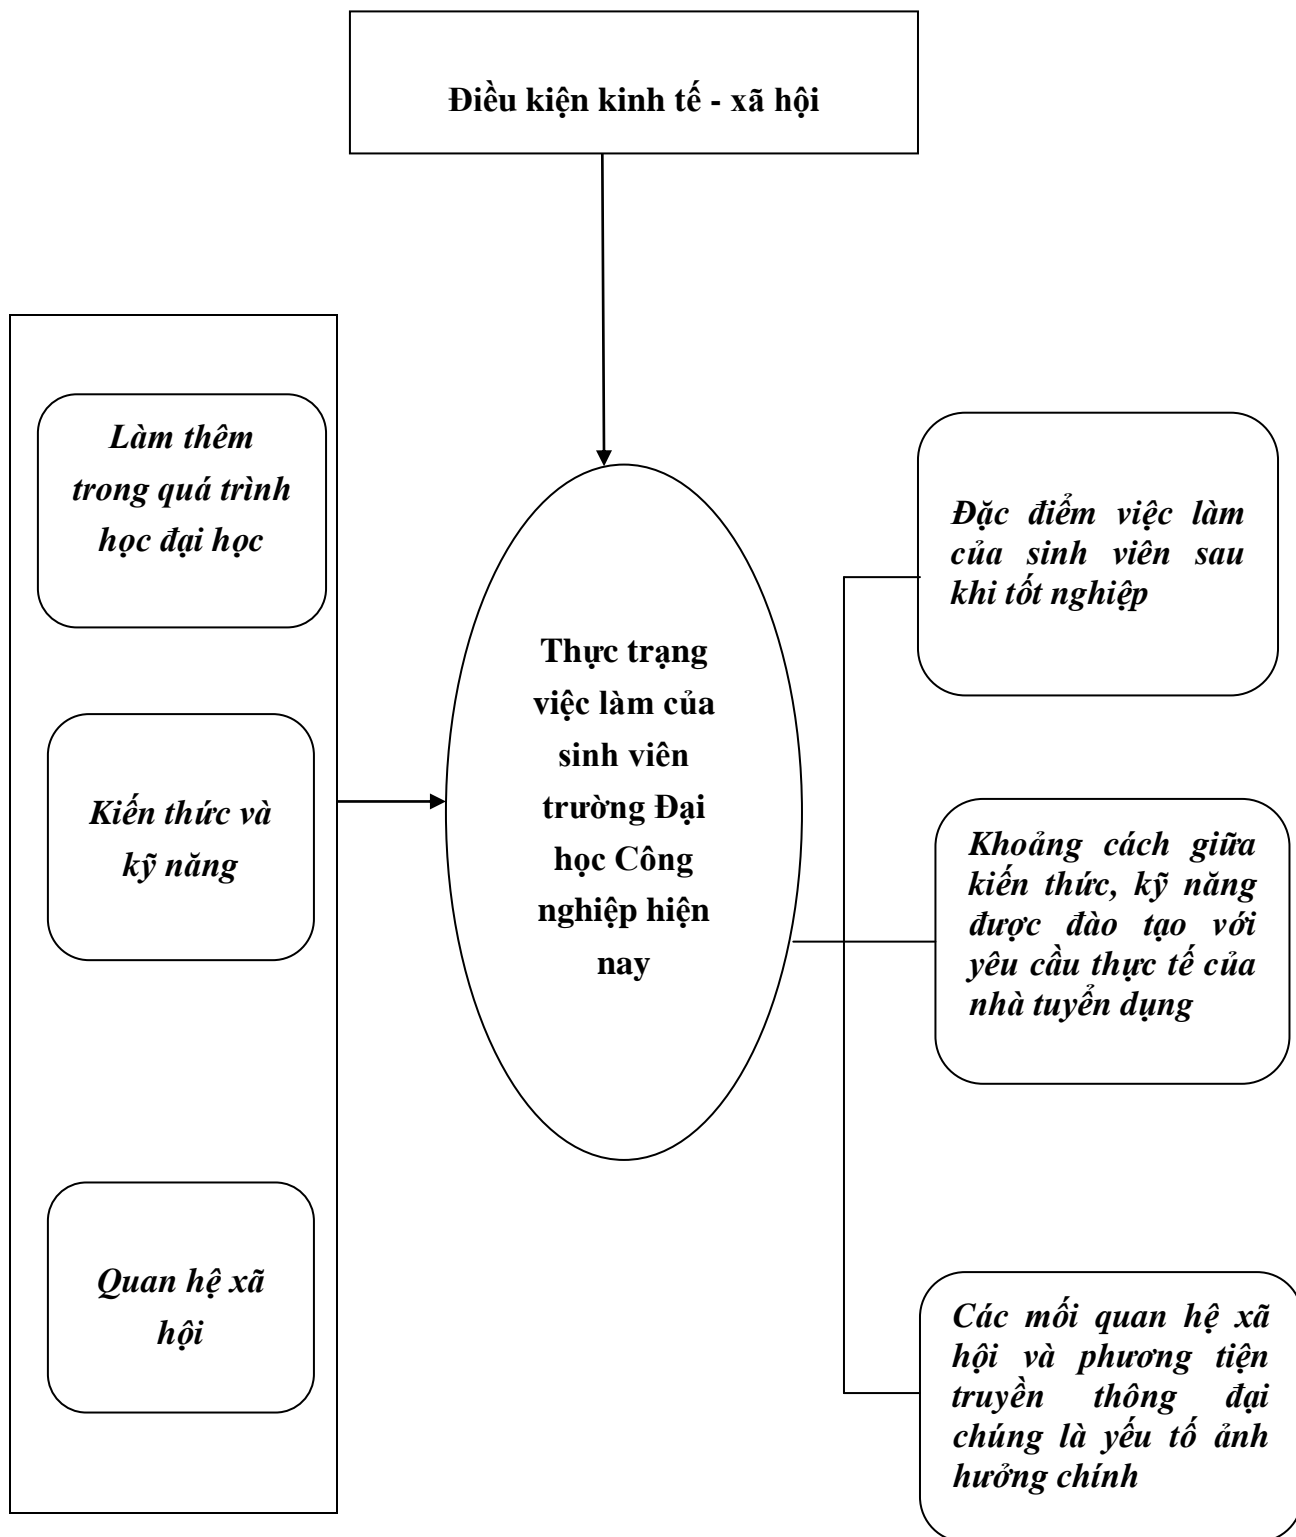 Điều kiện kinh tế - xã hội
Làm thêm
trong quá trình
học đại học
Kiến thức và
kỹ năng
Quan hệ xã
hội
Thực trạng
việc làm của
sinh viên
trường Đại
học Công
nghiệp hiện
nay
Đặc điểm việc làm
của sinh viên sau
khi tốt nghiệp
Khoảng cách giữa
kiến thức, kỹ năng
được đào tạo với
yêu cầu thực tế của
nhà tuyển dụng
Các mối quan hệ xã
hội và phương tiện
truyền thông đại
chúng là yếu tố ảnh
hưởng chính